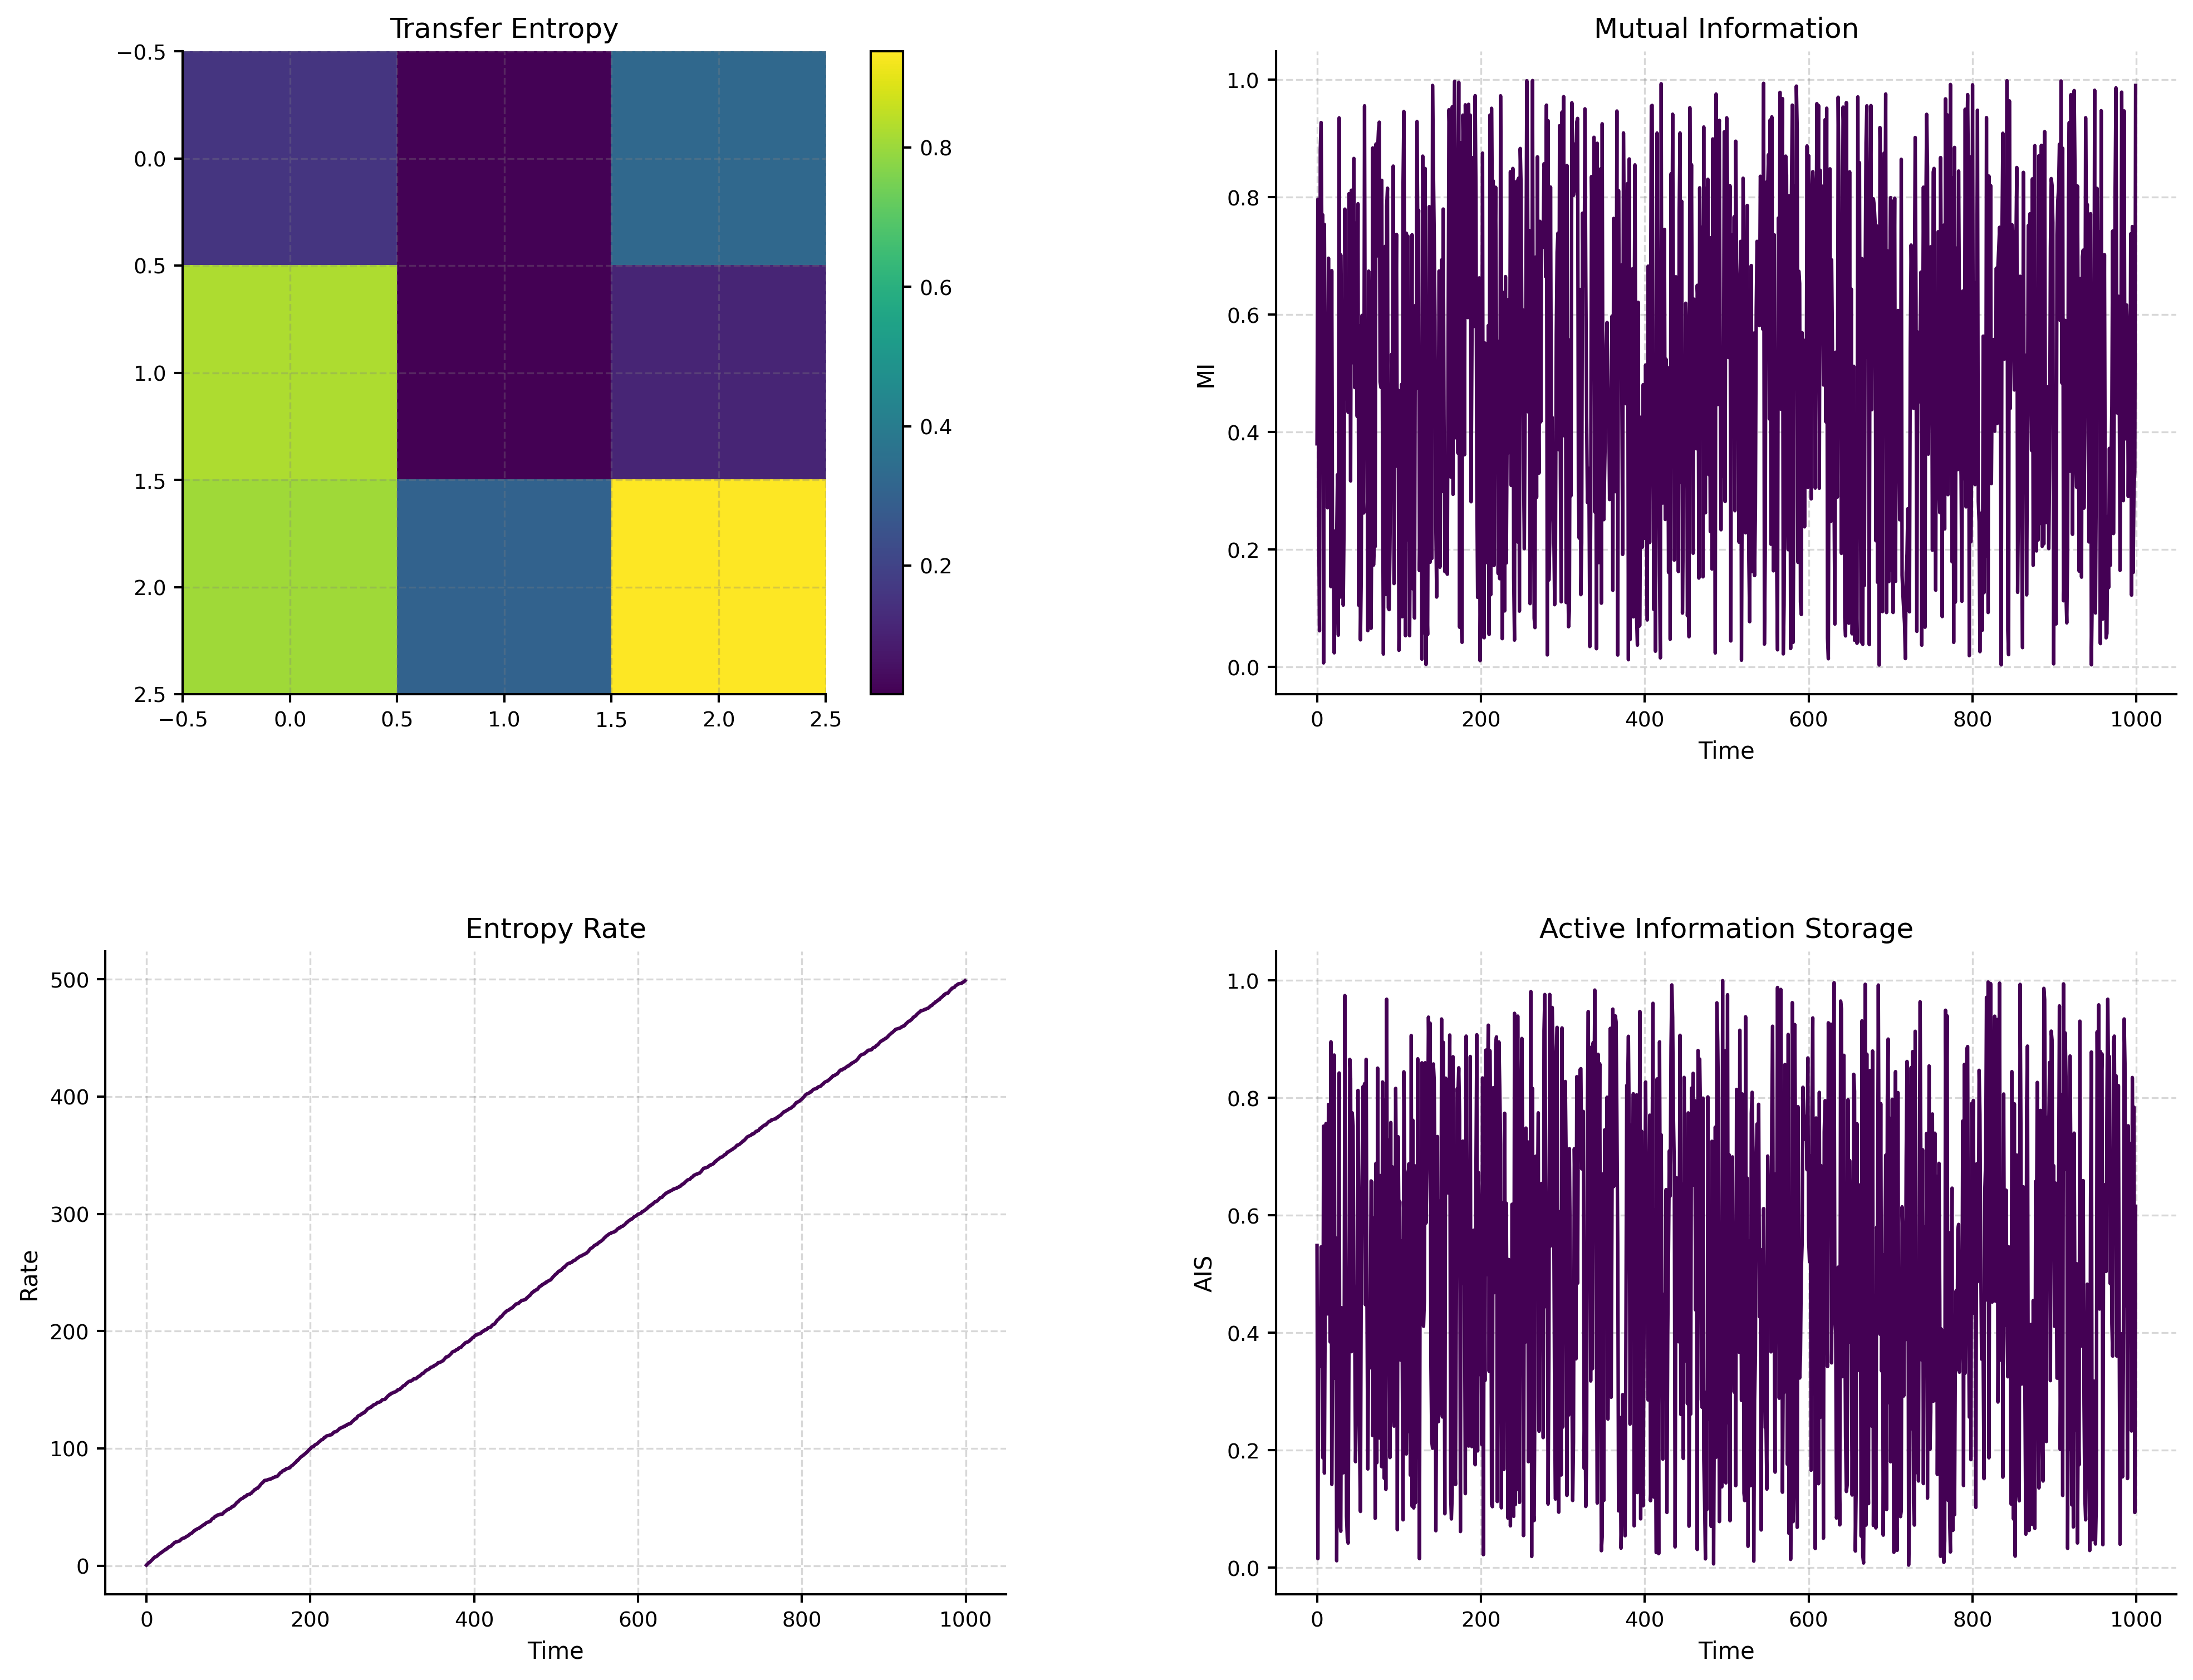 Transfer Entropy
−0.5
0.0
0.5
1.0
1.5
2.0
2.5
−0.5 0.0 0.5 1.0 1.5 2.0 2.5
0.8
0.6
0.4
0.2
Mutual Information
1.0
0.8
0.6
0.4
0.2
0.0
MI
0 200 400 600 800 1000
Time
Entropy Rate
500
400
300
200
100
0
Rate
0 200 400 600 800 1000
Time
Active Information Storage
1.0
0.8
0.6
0.4
0.2
0.0
AIS
0 200 400 600 800 1000
Time